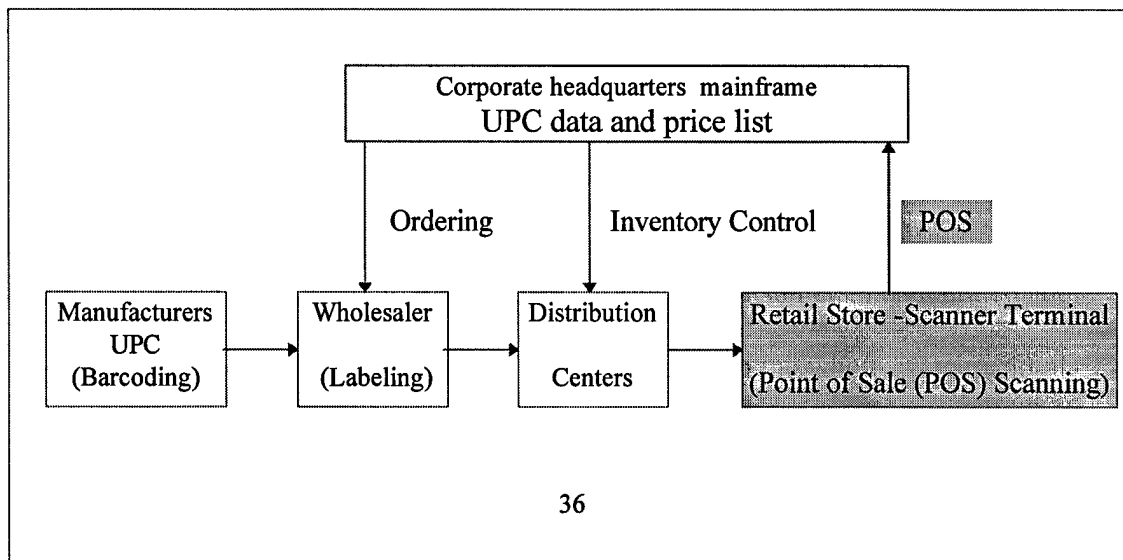 Corporate headquarters mainframe
UPC data and price list
Ordering
Inventory Control
POS
Manufacturers
UPC
(Barcoding)
Wholesaler
(Labeling)
Distribution
Centers
Retail Store -Scanner Terminal
(Point of Sale (POS) Scanning)
36